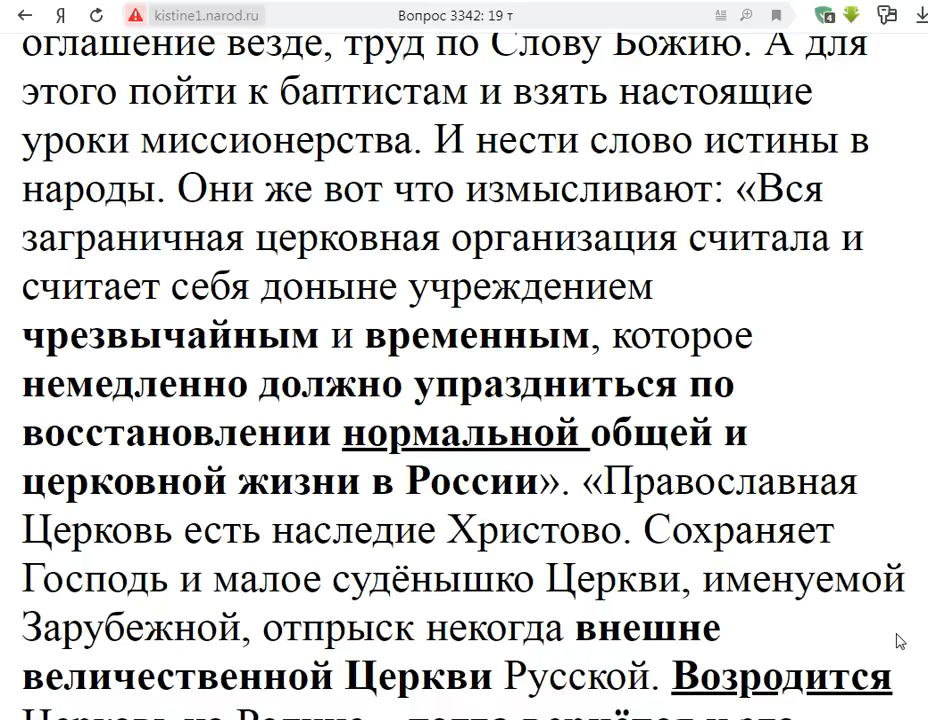 Я kistine1.narod.ru Вопрос 3342: 19 т 4
оглашение везде, труд по Слову Божию. А для
этого пойти к баптистам и взять настоящие
уроки миссионерства. И нести слово истины в
народы. Они же вот что измысливают: «Вся
заграничная церковная организация считала и
считает себя доныне учреждением
чрезвычайным и временным, которое
немедленно должно упраздниться по
восстановлении нормальной общей и
церковной жизни в России». «Православная
Церковь есть наследие Христово. Сохраняет
Господь и малое судёнышко Церкви, именуемой
Зарубежной, отпрыск некогда внешне
величественной Церкви Русской. Возродится